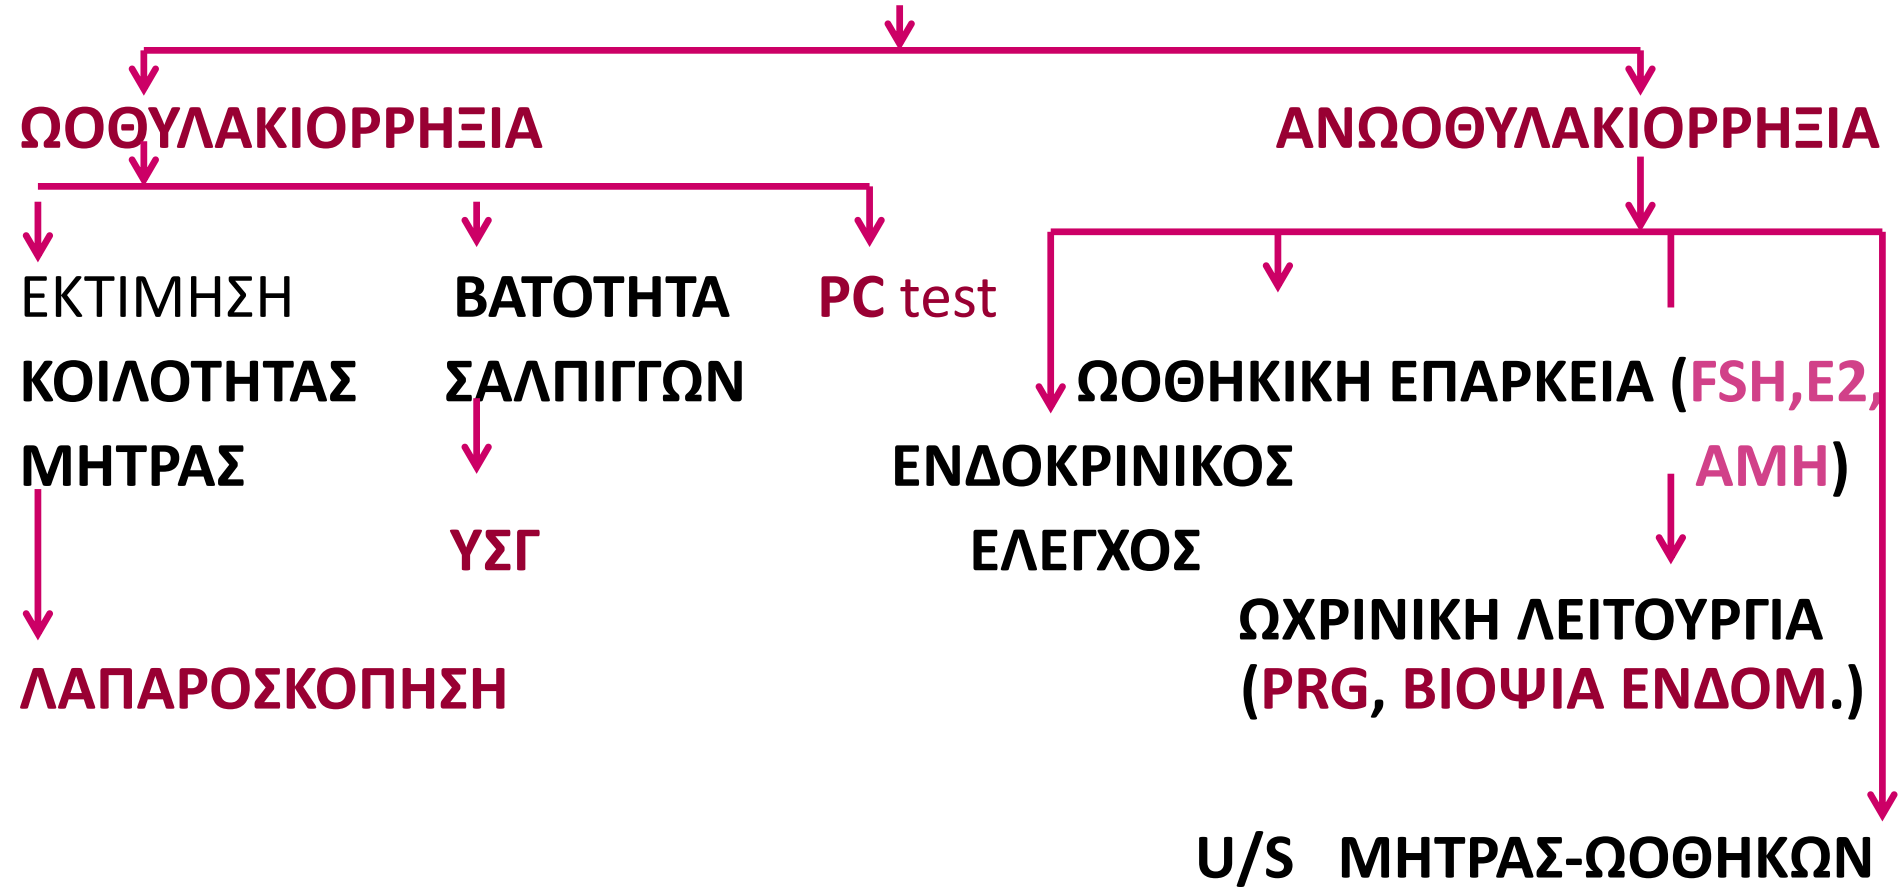 ΩΟΘΥΛΑΚΙΟΡΡΗΞΙΑ ΑΝΩΟΘΥΛΑΚΙΟΡΡΗΞΙΑ
ΕΚΤΙΜΗΣΗ ΒΑΤΟΤΗΤΑ PC test
ΚΟΙΛΟΤΗΤΑΣ ΣΑΛΠΙΓΓΩΝ ΩΟΘΗΚΙΚΗ ΕΠΑΡΚΕΙΑ (FSH,E2,
ΜΗΤΡΑΣ ΕΝΔΟΚΡΙΝΙΚΟΣ AMH)
ΥΣΓ ΕΛΕΓΧΟΣ
ΩΧΡΙΝΙΚΗ ΛΕΙΤΟΥΡΓΙΑ
ΛΑΠΑΡΟΣΚΟΠΗΣΗ (PRG, ΒΙΟΨΙΑ ΕΝΔΟΜ.)
U/S ΜΗΤΡΑΣ-ΩΟΘΗΚΩΝ